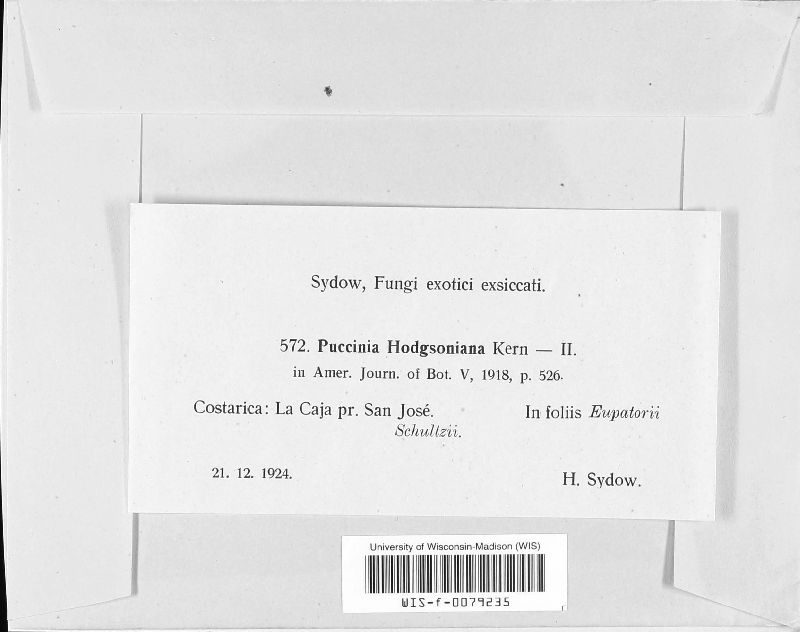 Sydow, Fungi exotici exsiccati.
572. Puccinia Hodgsoniana Kern — II.
in Amer. Journ. of Bot. V, 1918, p. 526.
Costarica: La Caja pr. San José. In foliis Eupatorii
Schultzii.
21. 12. 1924. H. Sydow.
University of Wisconsin-Madison (WIS)
WIS-f-0079235